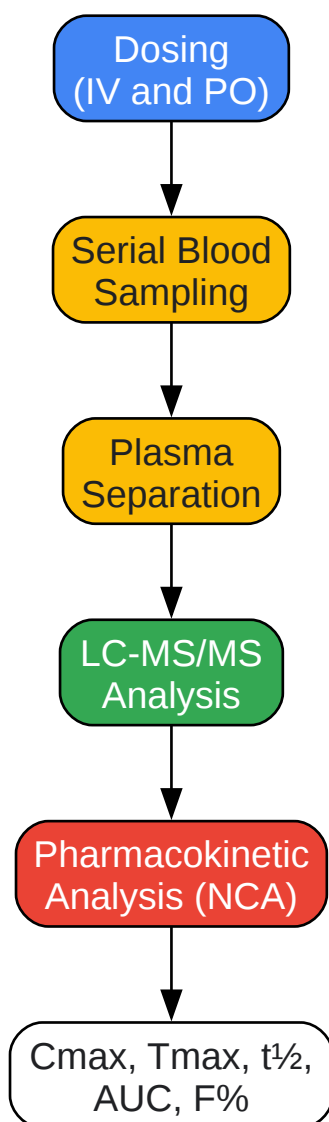 Dosing
(IV and PO)
Serial Blood
Sampling
Plasma
Separation
LC-MS/MS
Analysis
Pharmacokinetic
Analysis (NCA)
Cmax, Tmax, t½,
AUC, F%